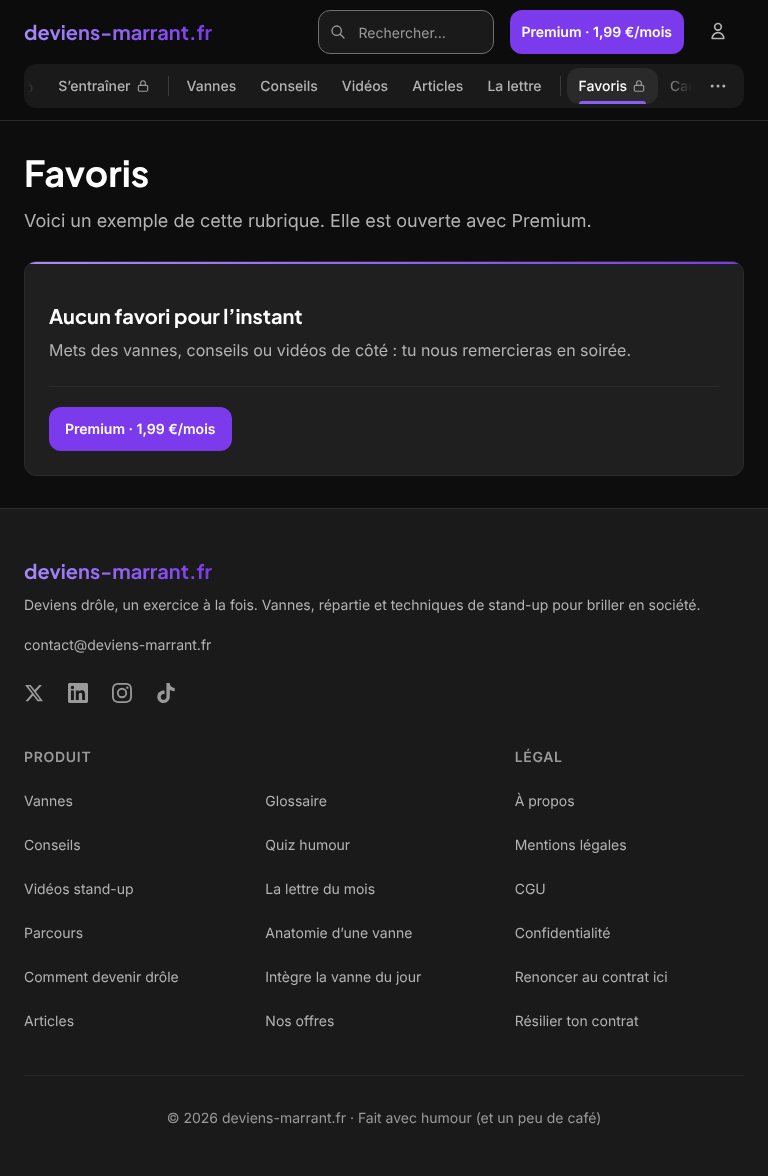 deviens-marrant.fr
Rechercher...
Premium · 1,99 €/mois
S’entraîner
Vannes
Conseils
Vidéos
Articles
La lettre
Favoris
Favoris
Voici un exemple de cette rubrique. Elle est ouverte avec Premium.
Aucun favori pour l’instant
Mets des vannes, conseils ou vidéos de côté : tu nous remercieras en soirée.
Premium · 1,99 €/mois
deviens-marrant.fr
Deviens drôle, un exercice à la fois. Vannes, répartie et techniques de stand-up pour briller en société.
contact@deviens-marrant.fr
PRODUIT
Vannes
Conseils
Vidéos stand-up
Parcours
Comment devenir drôle
Articles
Glossaire
Quiz humour
La lettre du mois
Anatomie d’une vanne
Intègre la vanne du jour
Nos offres
LÉGAL
À propos
Mentions légales
CGU
Confidentialité
Renoncer au contrat ici
Résilier ton contrat
© 2026 deviens-marrant.fr · Fait avec humour (et un peu de café)